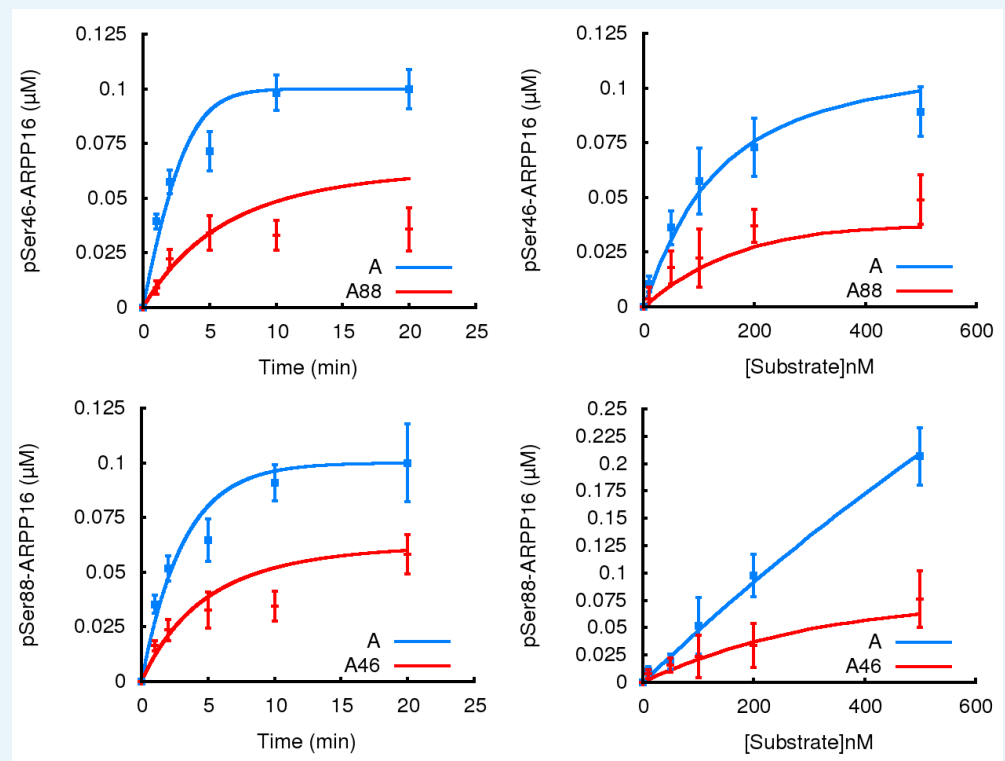 pSer46-ARPP16 (µM)
0.125
0.1
0.075
0.05
0.025
0
A
A88
0 5 10 15 20 25
Time (min)
pSer46-ARPP16 (µM)
0.125
0.1
0.075
0.05
0.025
0
A
A88
0 200 400 600
[Substrate]nM
pSer88-ARPP16 (µM)
0.125
0.1
0.075
0.05
0.025
0
A
A46
0 5 10 15 20 25
Time (min)
pSer88-ARPP16 (µM)
0.25
0.225
0.2
0.175
0.15
0.125
0.1
0.075
0.05
0.025
0
A
A46
0 200 400 600
[Substrate]nM